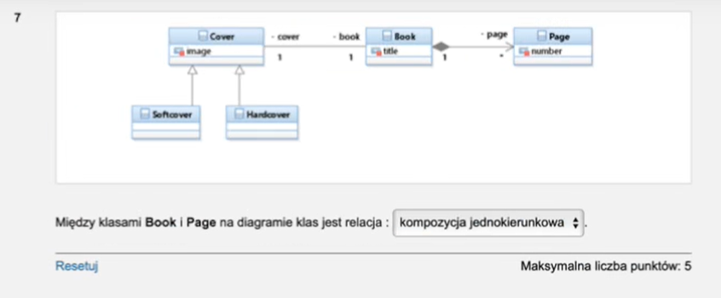 7
Cover - cover - book Book - page Page
image 1 1 title 1 * number
Softcover Hardcover
Między klasami Book i Page na diagramie klas jest relacja : kompozycja jednokierunkowa .
Resetuj Maksymalna liczba punktów: 5